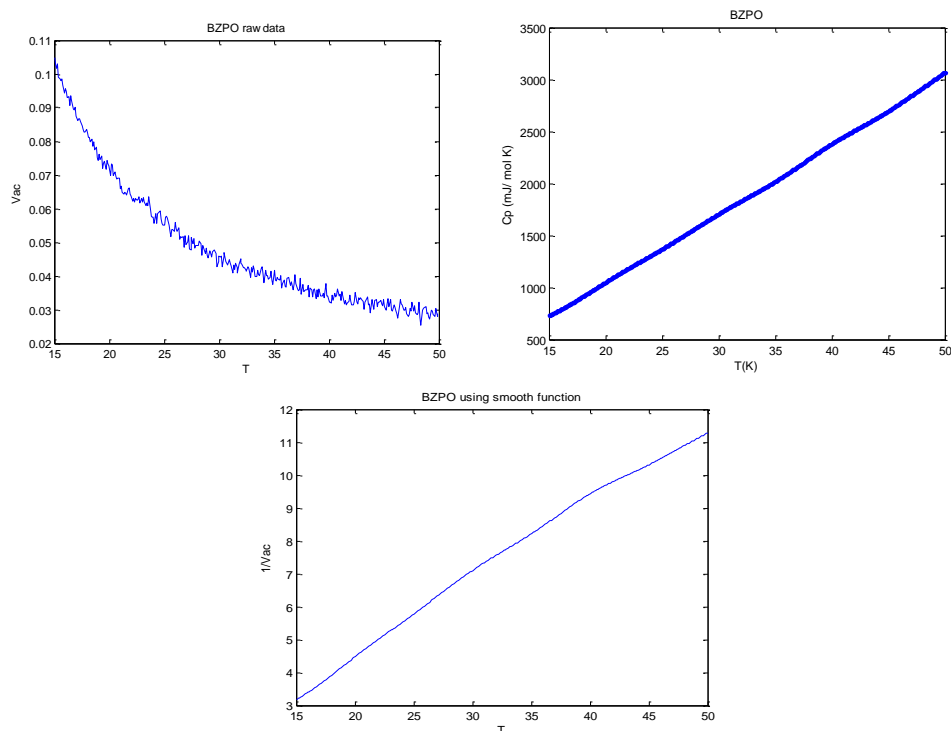 BZPO raw data
0.11
0.1
0.09
0.08
0.07
0.06
0.05
0.04
0.03
0.02
Vac
15 20 25 30 35 40 45 50
T
BZPO
3500
3000
2500
2000
1500
1000
500
Cp (mJ/ mol K)
15 20 25 30 35 40 45 50
T(K)
BZPO using smooth function
12
11
10
9
8
7
6
5
4
3
1/Vac
15 20 25 30 35 40 45 50
T